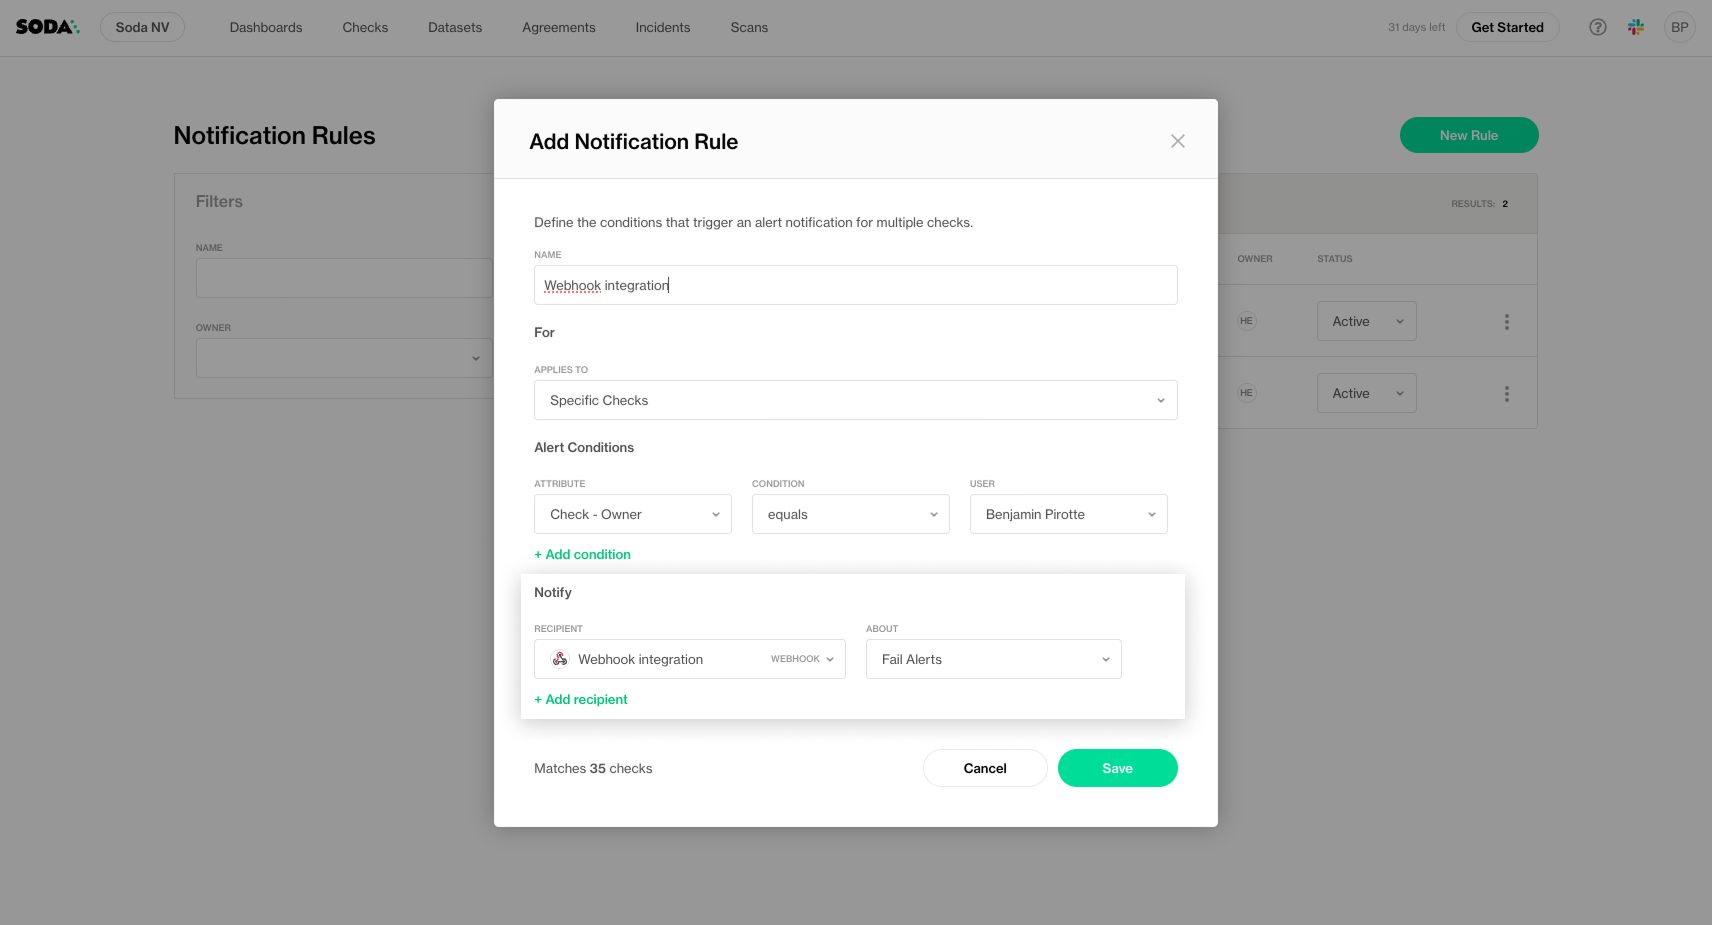 SODA
Soda NV
Dashboards
Checks
Datasets
Agreements
Incidents
Scans
31 days left
Get Started
BP
Notification Rules
New Rule
Filters
NAME
OWNER
RESULTS: 2
OWNER
STATUS
HE
Active
HE
Active
Add Notification Rule
Define the conditions that trigger an alert notification for multiple checks.
NAME
Webhook integration
For
APPLIES TO
Specific Checks
Alert Conditions
ATTRIBUTE
CONDITION
USER
Check - Owner
equals
Benjamin Pirotte
+ Add condition
Notify
RECIPIENT
ABOUT
Webhook integration
WEBHOOK
Fail Alerts
+ Add recipient
Matches 35 checks
Cancel
Save